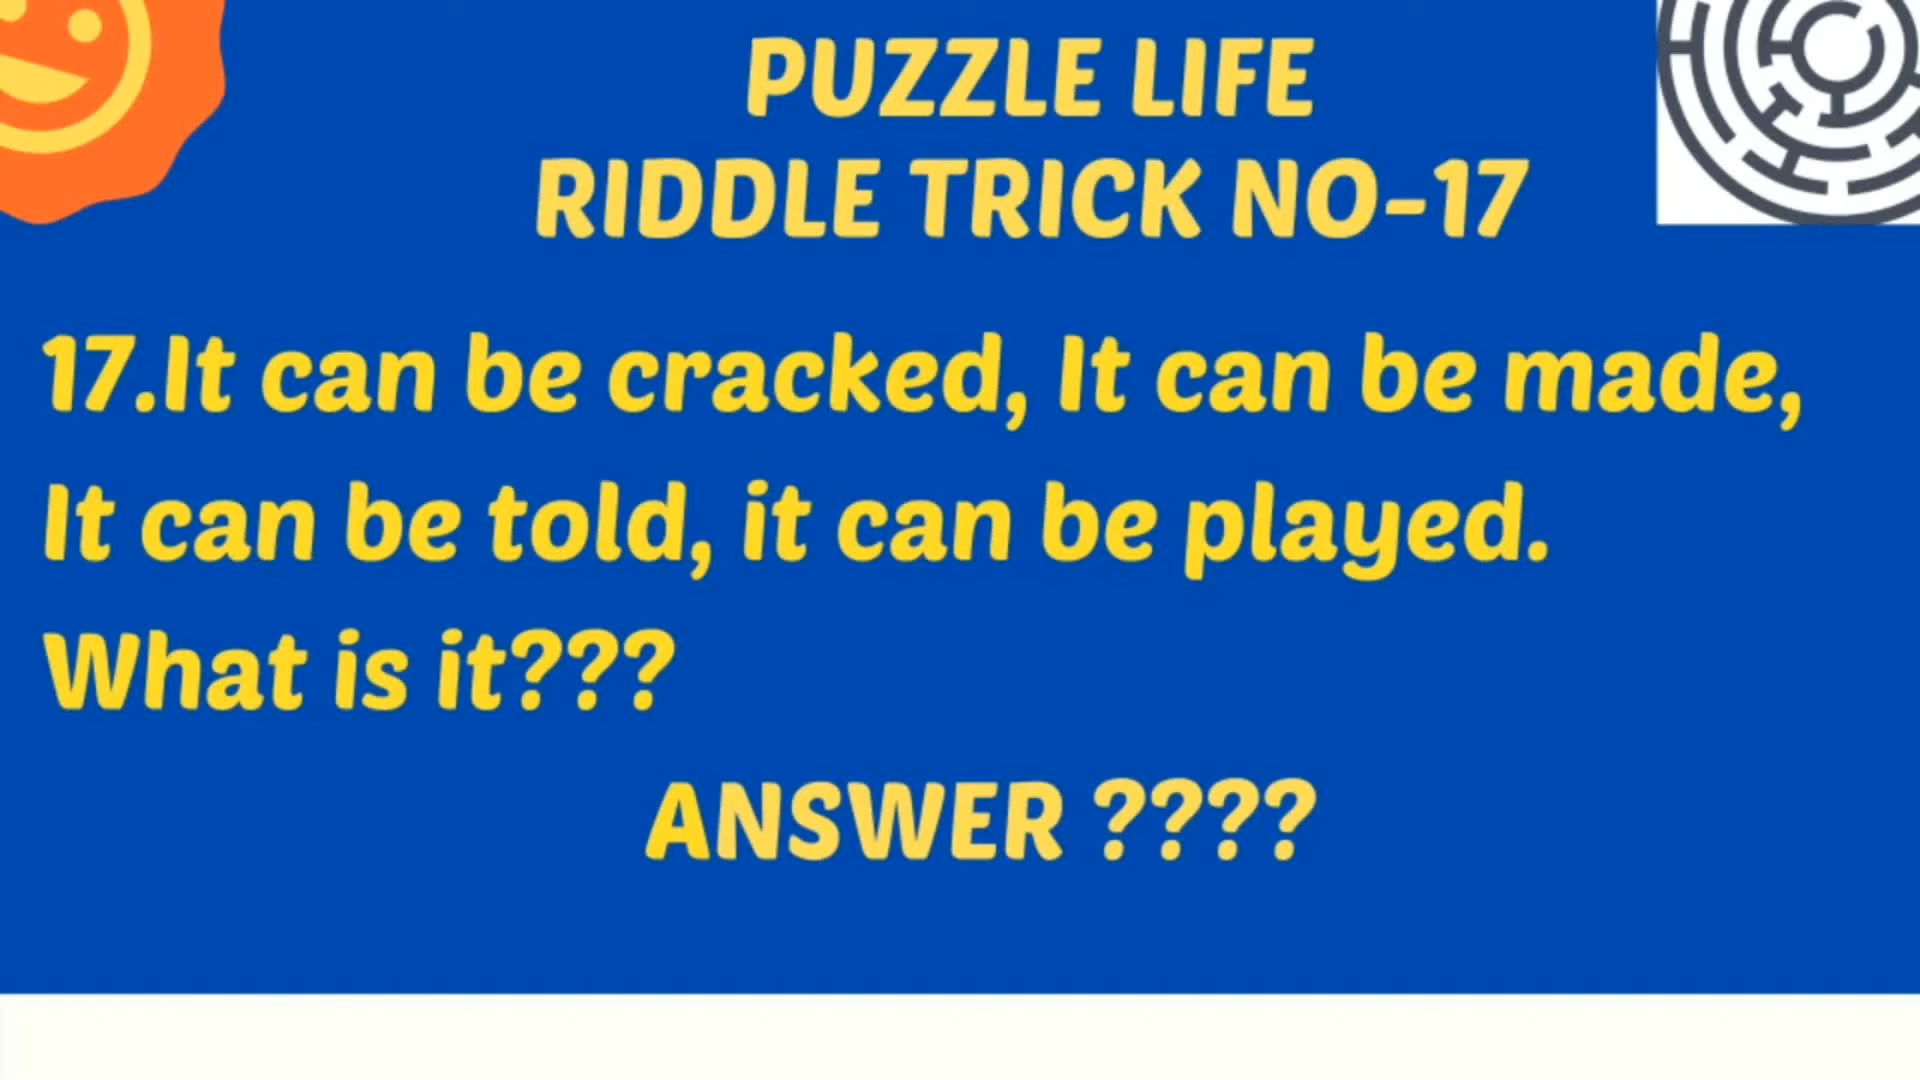 PUZZLE LIFE
RIDDLE TRICK NO-17
17.It can be cracked, It can be made,
It can be told, it can be played.
What is it???
ANSWER ????